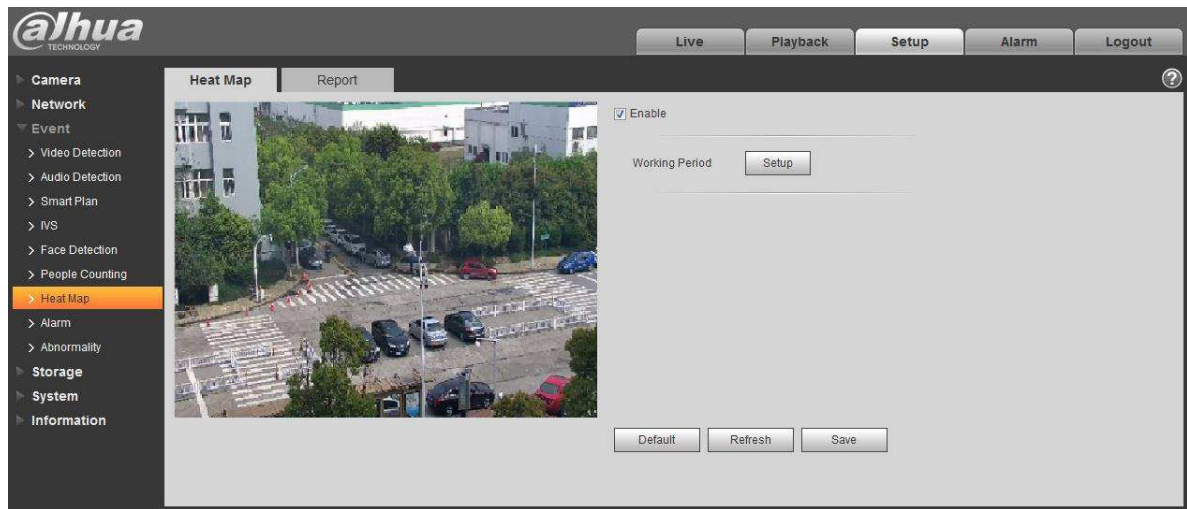 alhua
TECHNOLOGY
Live
Playback
Setup
Alarm
Logout
Camera
Network
Event
> Video Detection
> Audio Detection
> Smart Plan
> IVS
> Face Detection
> People Counting
> Heat Map
> Alarm
> Abnormality
Storage
System
Information
Heat Map
Report
?
Enable
Working Period
Setup
Default
Refresh
Save